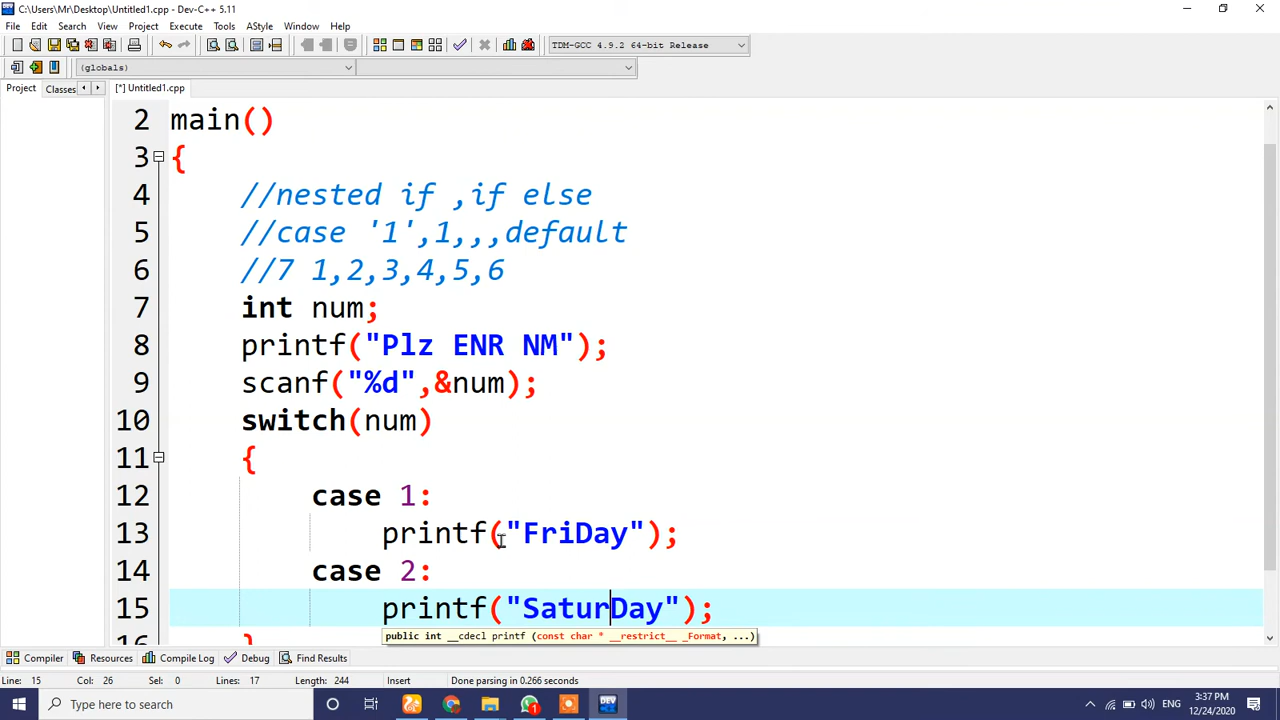 C:\Users\Mr\Desktop\Untitled1.cpp - Dev-C++ 5.11
File Edit Search View Project Execute Tools AStyle Window Help
TDM-GCC 4.9.2 64-bit Release
(globals)
Project Classes [*] Untitled1.cpp
2 main()
3 {
4 //nested if ,if else
5 //case '1',1,,,default
6 //7 1,2,3,4,5,6
7 int num;
8 printf("Plz ENR NM");
9 scanf("%d",&num);
10 switch(num)
11 {
12 case 1:
13 printf("FriDay");
14 case 2:
15 printf("SaturDay");
public int __cdecl printf (const char * __restrict__ _Format, ...)
16 }
Compiler Resources Compile Log Debug Find Results
Line: 15 Col: 26 Sel: 0 Lines: 17 Length: 244 Insert Done parsing in 0.266 seconds
Type here to search
DEV
1
ENG
3:37 PM
12/24/2020